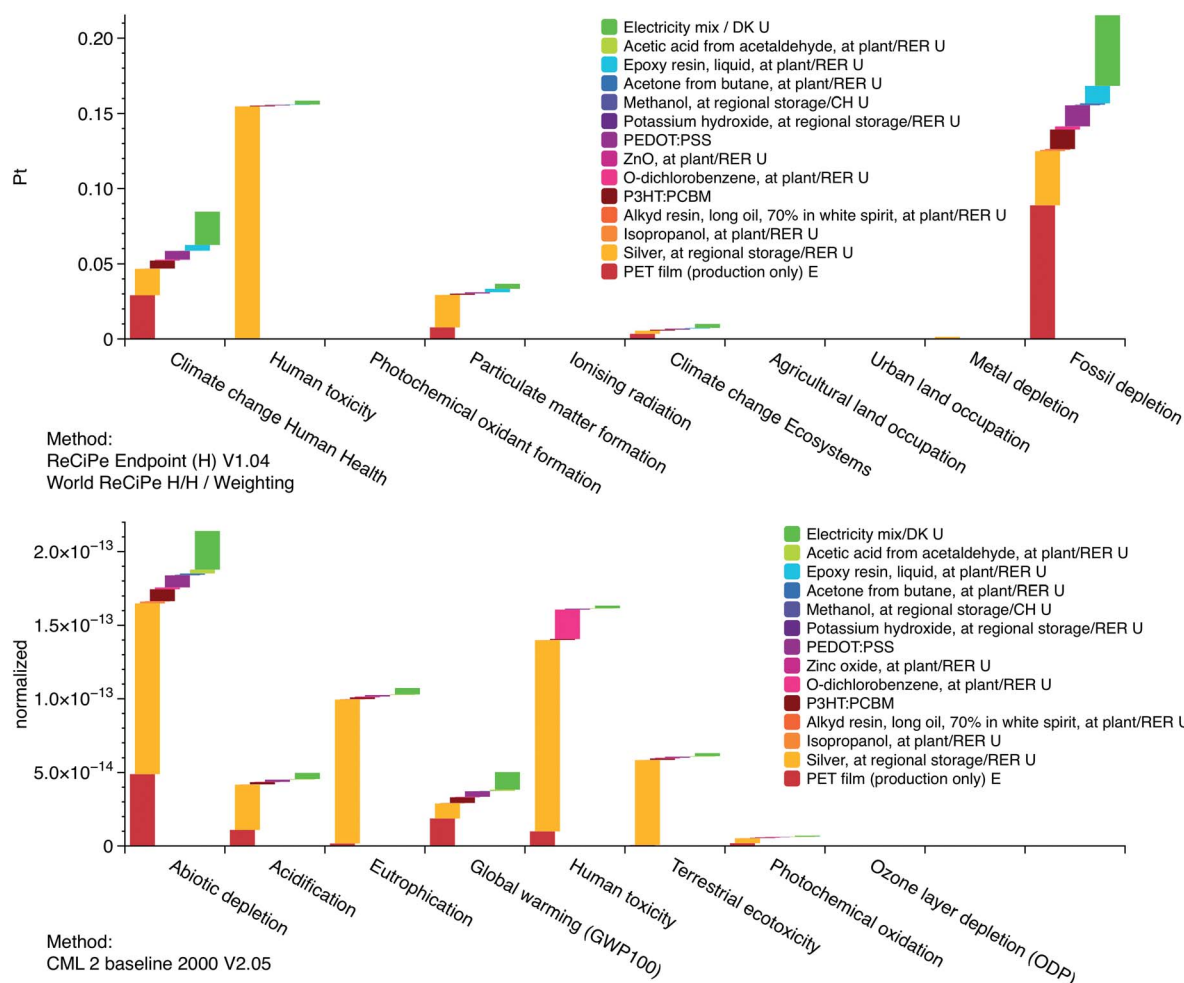 0.20
0.15
0.10
0.05
0
Pt
Electricity mix / DK U
Acetic acid from acetaldehyde, at plant/RER U
Epoxy resin, liquid, at plant/RER U
Acetone from butane, at plant/RER U
Methanol, at regional storage/CH U
Potassium hydroxide, at regional storage/RER U
PEDOT:PSS
ZnO, at plant/RER U
O-dichlorobenzene, at plant/RER U
P3HT:PCBM
Alkyd resin, long oil, 70% in white spirit, at plant/RER U
Isopropanol, at plant/RER U
Silver, at regional storage/RER U
PET film (production only) E
Climate change Human Health
Human toxicity
Photochemical oxidant formation
Particulate matter formation
Ionising radiation
Climate change Ecosystems
Agricultural land occupation
Urban land occupation
Metal depletion
Fossil depletion
Method:
ReCiPe Endpoint (H) V1.04
World ReCiPe H/H / Weighting
2.0×10⁻¹³
1.5×10⁻¹³
1.0×10⁻¹³
5.0×10⁻¹⁴
0
normalized
Electricity mix/DK U
Acetic acid from acetaldehyde, at plant/RER U
Epoxy resin, liquid, at plant/RER U
Acetone from butane, at plant/RER U
Methanol, at regional storage/CH U
Potassium hydroxide, at regional storage/RER U
PEDOT:PSS
Zinc oxide, at plant/RER U
O-dichlorobenzene, at plant/RER U
P3HT:PCBM
Alkyd resin, long oil, 70% in white spirit, at plant/RER U
Isopropanol, at plant/RER U
Silver, at regional storage/RER U
PET film (production only) E
Abiotic depletion
Acidification
Eutrophication
Global warming (GWP100)
Human toxicity
Terrestrial ecotoxicity
Photochemical oxidation
Ozone layer depletion (ODP)
Method:
CML 2 baseline 2000 V2.05